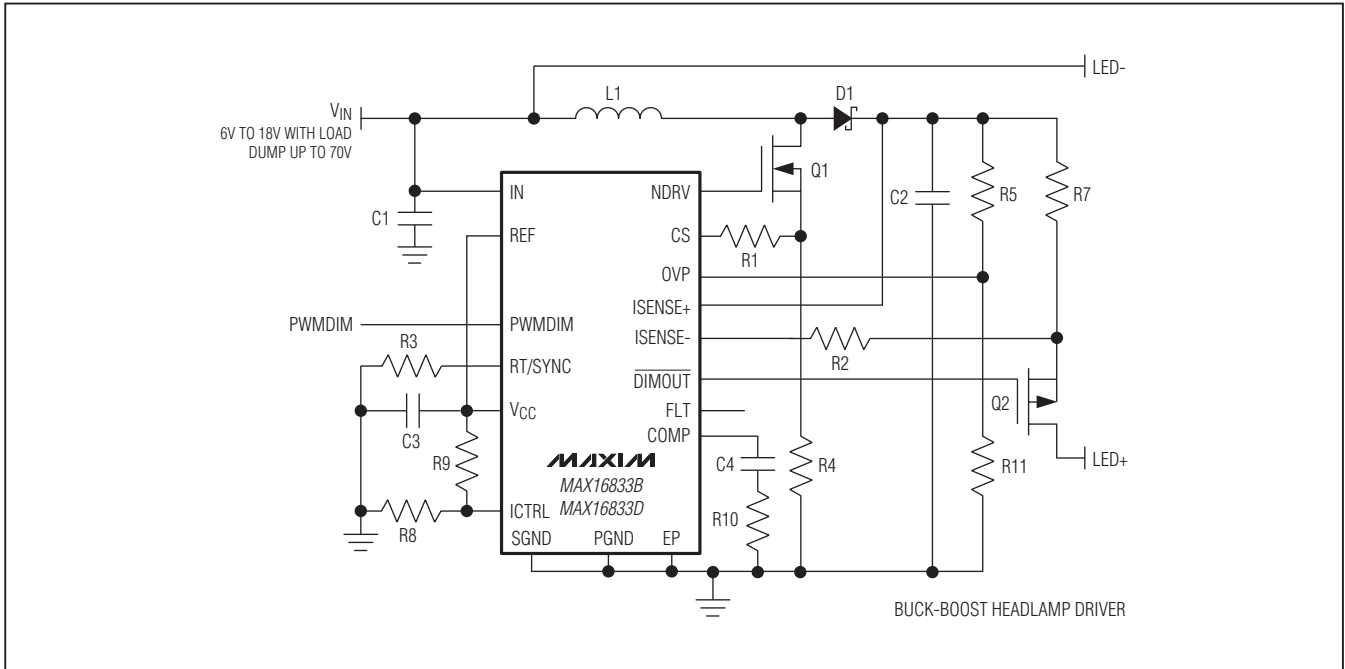 LED-
L1
D1
VIN
6V TO 18V WITH LOAD
DUMP UP TO 70V
Q1
IN
NDRV
C2
R5
R7
C1
REF
CS
R1
OVP
ISENSE+
PWMDIM
PWMDIM
ISENSE-
R3
RT/SYNC
R2
DIMOUT
Q2
VCC
FLT
C3
COMP
R9
MAXIM
C4
R4
R11
LED+
MAX16833B
ICTRL
MAX16833D
R10
R8
SGND
PGND
EP
BUCK-BOOST HEADLAMP DRIVER